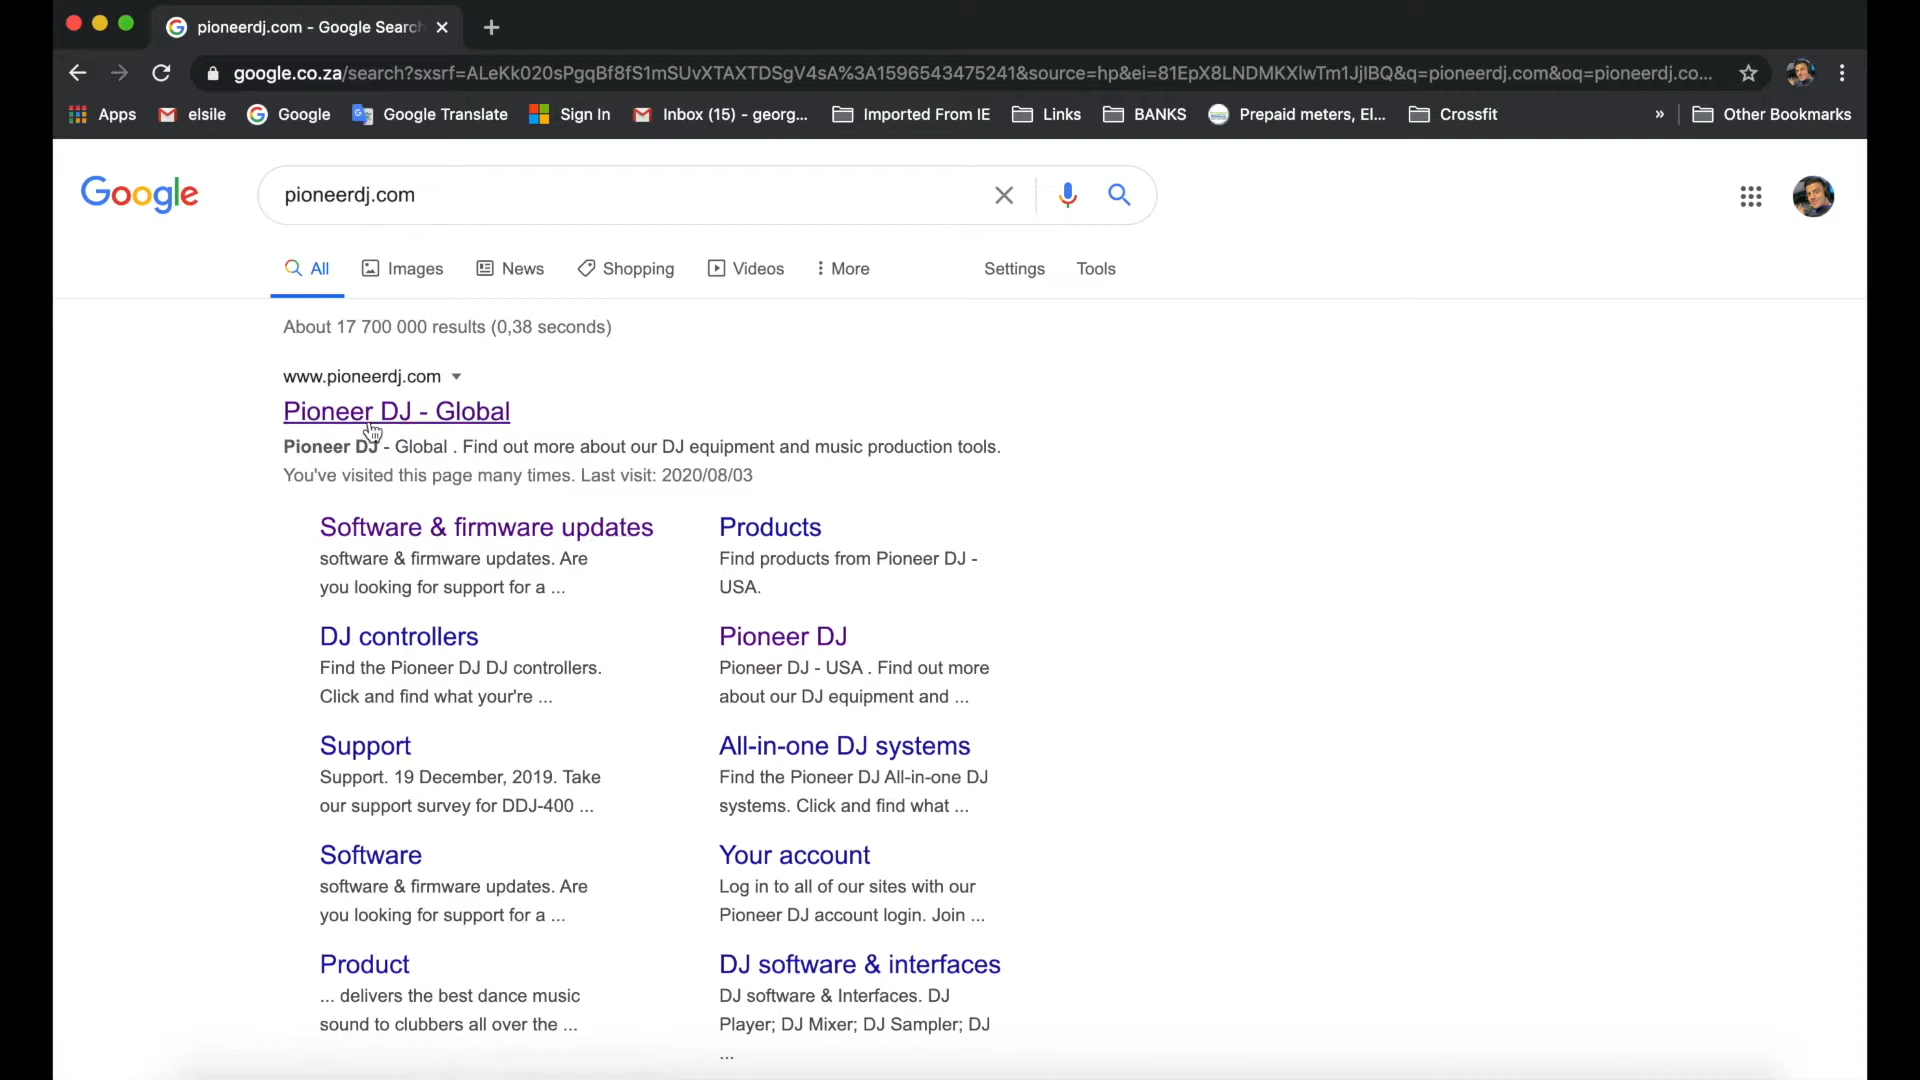 pioneerdj.com - Google Search
google.co.za/search?sxsrf=ALeKk020sPgqBf8fS1mSUvXTAXTDSgV4sA%3A1596543475241&source=hp&ei=81EpX8LNDMKXlwTm1JjIBQ&q=pioneerdj.com&oq=pioneerdj.co...
Apps elsile Google Google Translate Sign In Inbox (15) - georg... Imported From IE Links BANKS Prepaid meters, El... Crossfit » Other Bookmarks
Google pioneerdj.com
All Images News Shopping Videos More Settings Tools
About 17 700 000 results (0,38 seconds)
www.pioneerdj.com
Pioneer DJ - Global
Pioneer DJ - Global . Find out more about our DJ equipment and music production tools.
You've visited this page many times. Last visit: 2020/08/03
Software & firmware updates
software & firmware updates. Are
you looking for support for a ...
Products
Find products from Pioneer DJ -
USA.
DJ controllers
Find the Pioneer DJ DJ controllers.
Click and find what your're ...
Pioneer DJ
Pioneer DJ - USA . Find out more
about our DJ equipment and ...
Support
Support. 19 December, 2019. Take
our support survey for DDJ-400 ...
All-in-one DJ systems
Find the Pioneer DJ All-in-one DJ
systems. Click and find what ...
Software
software & firmware updates. Are
you looking for support for a ...
Your account
Log in to all of our sites with our
Pioneer DJ account login. Join ...
Product
... delivers the best dance music
sound to clubbers all over the ...
DJ software & interfaces
DJ software & Interfaces. DJ
Player; DJ Mixer; DJ Sampler; DJ
...